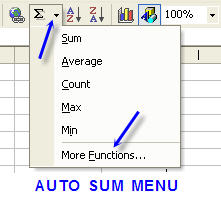 Σ A Z Z A 100%
Sum
Average
Count
Max
Min
More Functions...
AUTO SUM MENU